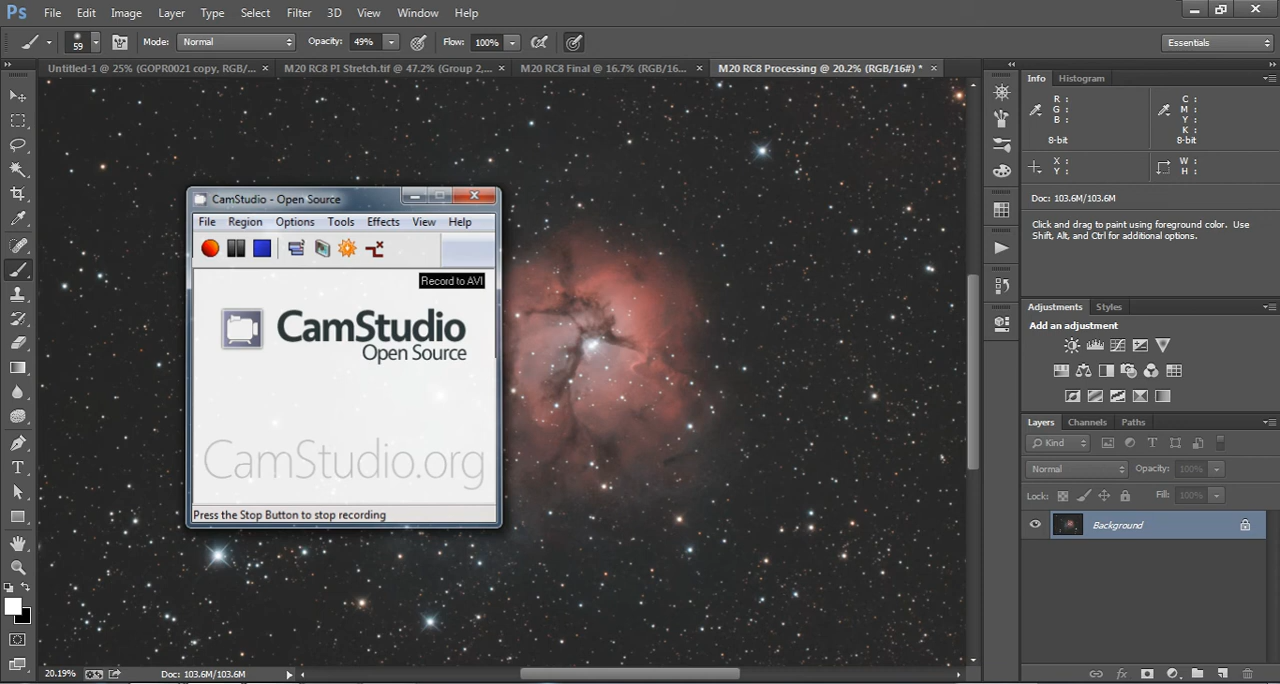 Ps File Edit Image Layer Type Select Filter 3D View Window Help
59 Mode: Normal Opacity: 49% Flow: 100% Essentials
Untitled-1 @ 25% (GOPR0021 copy, RGB/... × M20 RC8 PI Stretch.tif @ 47.2% (Group 2,... × M20 RC8 Final @ 16.7% (RGB/16... × M20 RC8 Processing @ 20.2% (RGB/16#) * ×
Info Histogram
R : C :
G : M :
B : Y :
K :
8-bit 8-bit
X : W :
Y : H :
Doc: 103.6M/103.6M
Click and drag to paint using foreground color. Use
Shift, Alt, and Ctrl for additional options.
Adjustments Styles
Add an adjustment
Layers Channels Paths
Kind
Normal Opacity: 100%
Lock: Fill: 100%
Background
CamStudio - Open Source
File Region Options Tools Effects View Help
Record to AVI
CamStudio
Open Source
CamStudio.org
Press the Stop Button to stop recording
20.19% Doc: 103.6M/103.6M